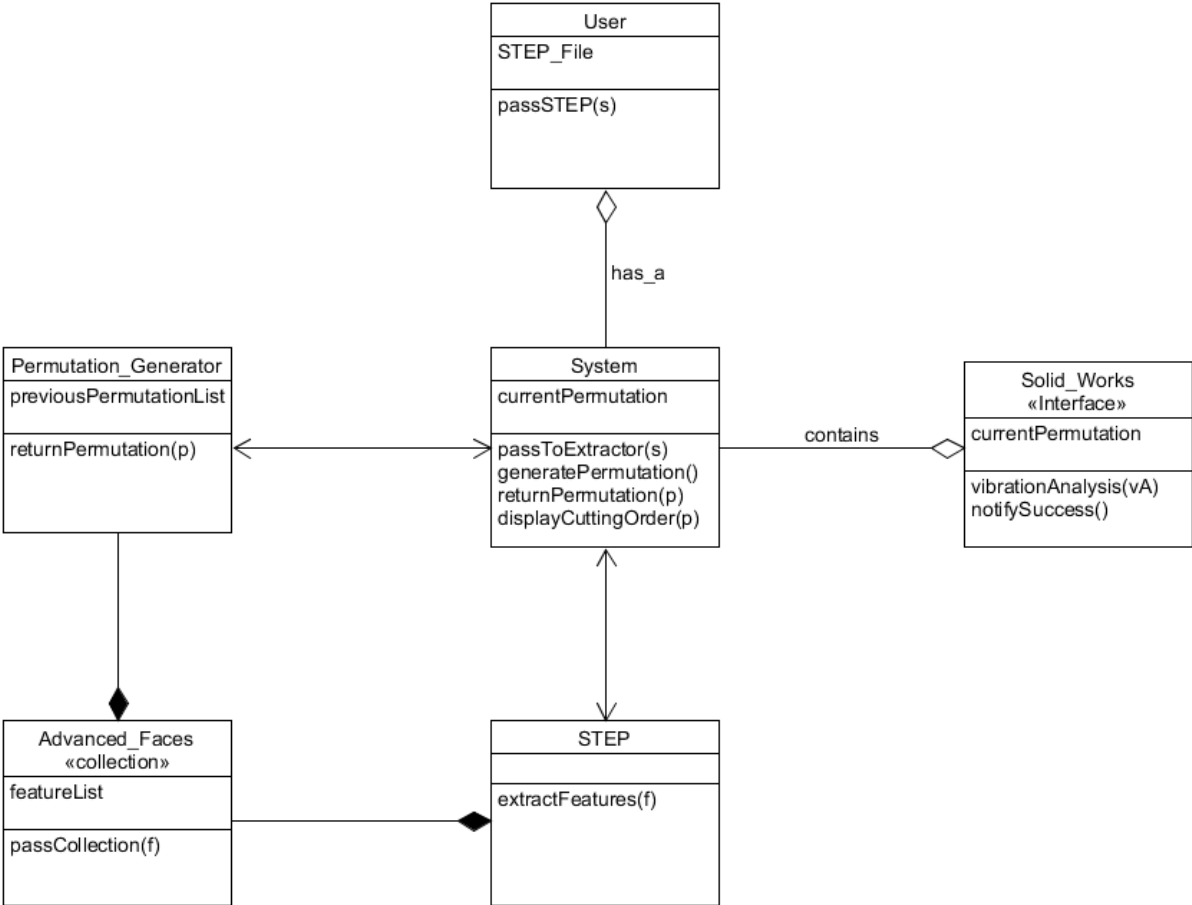 User
STEP_File
passSTEP(s)
has_a
Permutation_Generator
previousPermutationList
returnPermutation(p)
System
currentPermutation
passToExtractor(s)
generatePermutation()
returnPermutation(p)
displayCuttingOrder(p)
contains
Solid_Works
«Interface»
currentPermutation
vibrationAnalysis(vA)
notifySuccess()
Advanced_Faces
«collection»
featureList
passCollection(f)
STEP
extractFeatures(f)